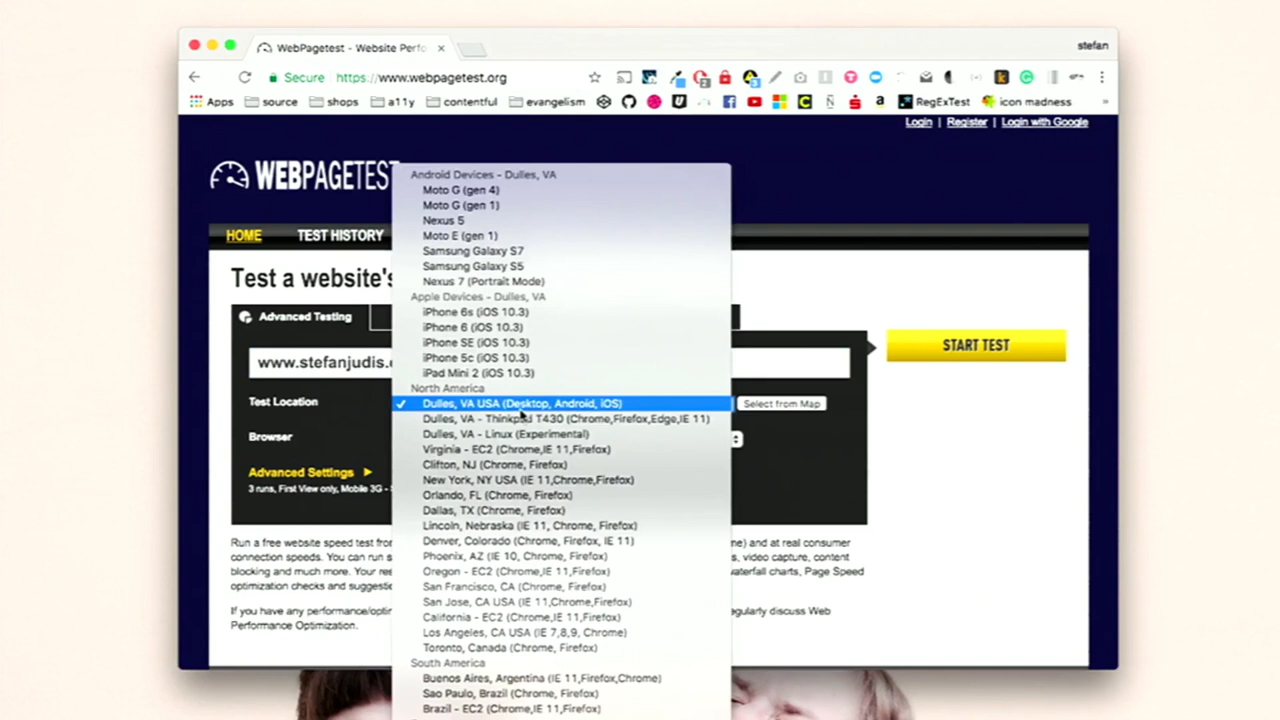 WebPagetest - Website Perfo
stefan
Secure
https://www.webpagetest.org
Apps
source
shops
a11y
contentful
evangelism
RegExTest
icon madness
»
Login | Register | Login with Google
WEBPAGETEST
HOME
TEST HISTORY
Test a website's
Advanced Testing
www.stefanjudis.
START TEST
Test Location
Select from Map
Browser
Advanced Settings
3 runs, First View only, Mobile 3G -
Android Devices - Dulles, VA
Moto G (gen 4)
Moto G (gen 1)
Nexus 5
Moto E (gen 1)
Samsung Galaxy S7
Samsung Galaxy S5
Nexus 7 (Portrait Mode)
Apple Devices - Dulles, VA
iPhone 6s (iOS 10.3)
iPhone 6 (iOS 10.3)
iPhone SE (iOS 10.3)
iPhone 5c (iOS 10.3)
iPad Mini 2 (iOS 10.3)
North America
✓ Dulles, VA USA (Desktop, Android, iOS)
Dulles, VA - Thinkpad T430 (Chrome,Firefox,Edge,IE 11)
Dulles, VA - Linux (Experimental)
Virginia - EC2 (Chrome,IE 11,Firefox)
Clifton, NJ (Chrome, Firefox)
New York, NY USA (IE 11,Chrome,Firefox)
Orlando, FL (Chrome, Firefox)
Dallas, TX (Chrome, Firefox)
Lincoln, Nebraska (IE 11, Chrome, Firefox)
Denver, Colorado (Chrome, Firefox, IE 11)
Phoenix, AZ (IE 10, Chrome, Firefox)
Oregon - EC2 (Chrome,IE 11,Firefox)
San Francisco, CA (Chrome, Firefox)
San Jose, CA USA (IE 11,Chrome,Firefox)
California - EC2 (Chrome,IE 11,Firefox)
Los Angeles, CA USA (IE 7,8,9, Chrome)
Toronto, Canada (Chrome, Firefox)
South America
Buenos Aires, Argentina (IE 11,Firefox,Chrome)
Sao Paulo, Brazil (Chrome, Firefox)
Brazil - EC2 (Chrome,IE 11,Firefox)
Run a free website speed test from
me) and at real consumer
connection speeds. You can run s
, video capture, content
blocking and much more. Your res
waterfall charts, Page Speed
optimization checks and suggestio
If you have any performance/optim
egularly discuss Web
Performance Optimization.